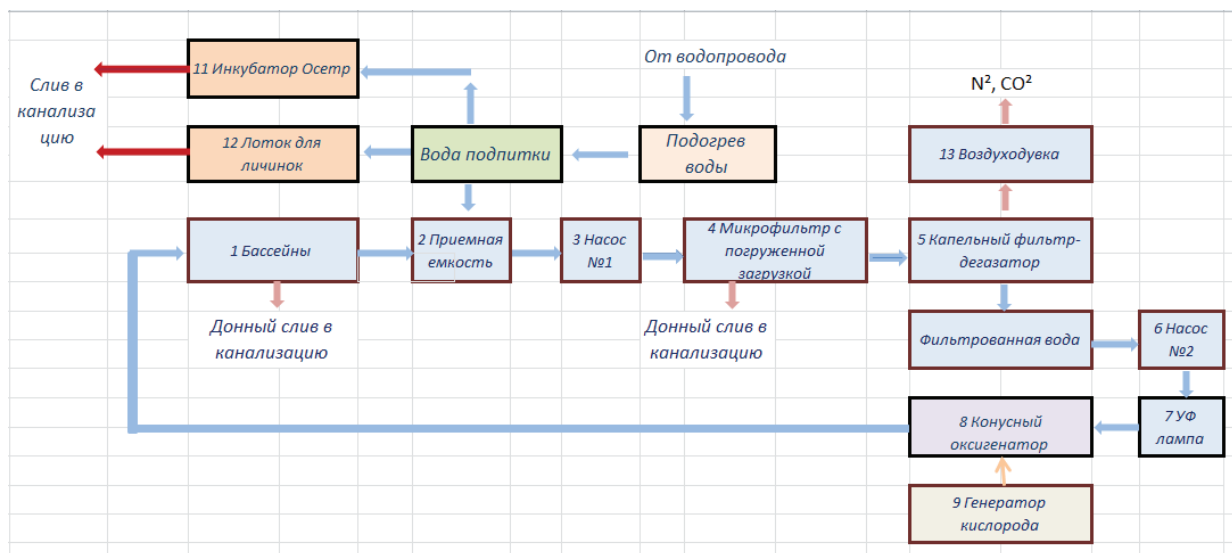 11 Инкубатор Осетр
От водопровода
Слив в
канализа
цию
N², CO²
12 Лоток для
личинок
Вода подпитки
Подогрев
воды
13 Воздуходувка
1 Бассейны
2 Приемная
емкость
3 Насос
№1
4 Микрофильтр с
погруженной
загрузкой
5 Капельный фильтр-
дегазатор
Донный слив в
канализацию
Донный слив в
канализацию
Фильтрованная вода
6 Насос
№2
8 Конусный
оксигенатор
7 УФ
лампа
9 Генератор
кислорода